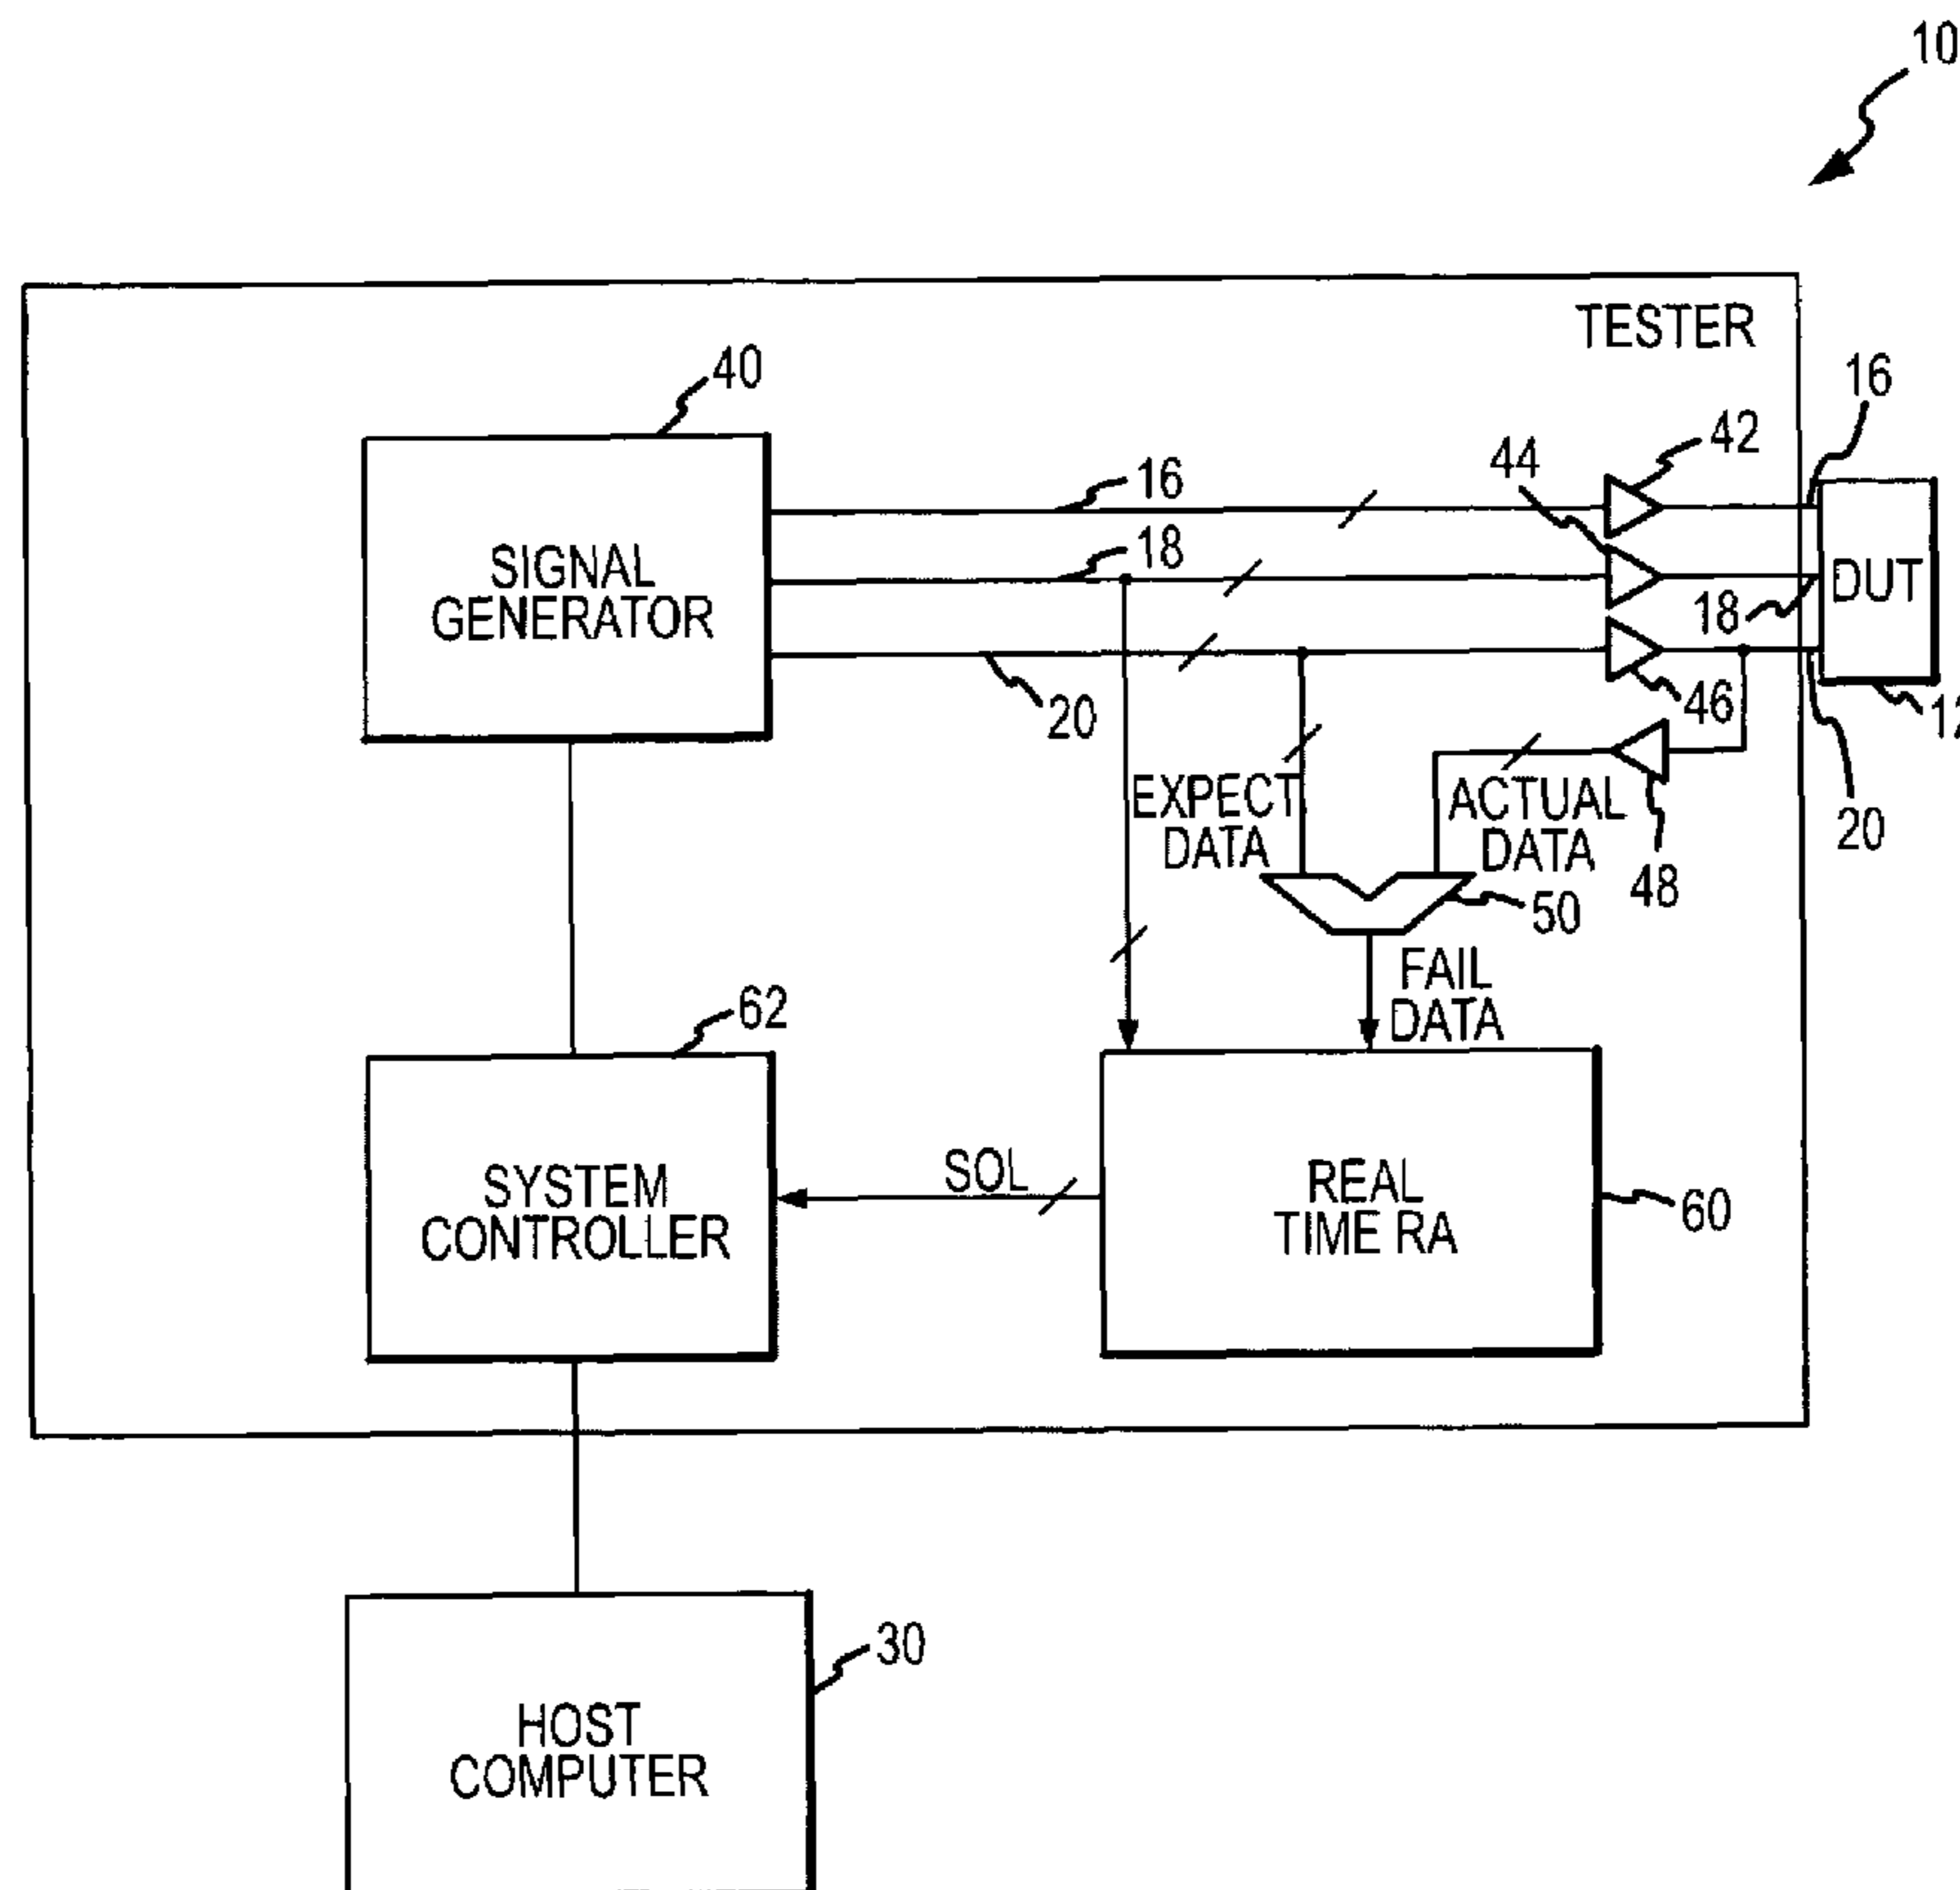 10
TESTER
40
16
42
44
16
SIGNAL
GENERATOR
18
DUT
18
20
46
EXPECT
DATA
ACTUAL
DATA
48
20
50
FAIL
DATA
62
SYSTEM
CONTROLLER
SOL
REAL
TIME RA
60
30
HOST
COMPUTER